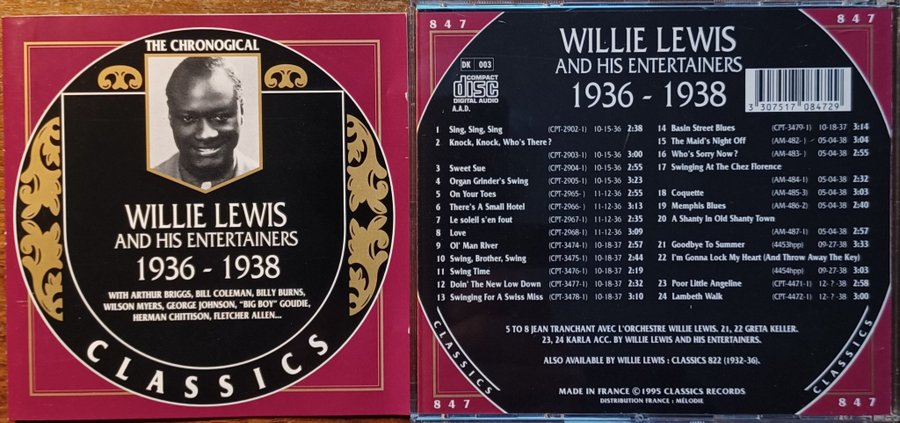 THE CHRONOGICAL
WILLIE LEWIS
AND HIS ENTERTAINERS
1936 - 1938
WITH ARTHUR BRIGGS, BILL COLEMAN, BILLY BURNS,
WILSON MYERS, GEORGE JOHNSON, "BIG BOY" GOUDIE,
HERMAN CHITTISON, FLETCHER ALLEN...
CLASSICS
847 847
WILLIE LEWIS
AND HIS ENTERTAINERS
1936 - 1938
DK 003
COMPACT
disc
DIGITAL AUDIO
A.A.D.
3 307517 084729
1 Sing, Sing, Sing (CPT-2902-1) 10-15-36 2:38
2 Knock, Knock, Who's There?
(CPT-2903-1) 10-15-36 3:00
3 Sweet Sue (CPT-2904-1) 10-15-36 2:55
4 Organ Grinder's Swing (CPT-2905-1) 10-15-36 3:23
5 On Your Toes (CPT-2965- ) 11-12-36 2:55
6 There's A Small Hotel (CPT-2966- ) 11-12-36 3:13
7 Le soleil s'en fout (CPT-2967-1) 11-12-36 2:35
8 Love (CPT-2968-1) 11-12-36 3:09
9 Ol' Man River (CPT-3474-1) 10-18-37 2:57
10 Swing, Brother, Swing (CPT-3475-1) 10-18-37 2:44
11 Swing Time (CPT-3476-1) 10-18-37 2:19
12 Doin' The New Low Down (CPT-3477-1) 10-18-37 2:32
13 Swinging For A Swiss Miss (CPT-3478-1) 10-18-37 3:10
14 Basin Street Blues (CPT-3479-1) 10-18-37 3:14
15 The Maid's Night Off (AM-482- ) 05-04-38 3:04
16 Who's Sorry Now? (AM-483- ) 05-04-38 2:55
17 Swinging At The Chez Florence
(AM-484-1) 05-04-38 2:32
18 Coquette (AM-485-3) 05-04-38 3:03
19 Memphis Blues (AM-486-2) 05-04-38 2:40
20 A Shanty In Old Shanty Town
(AM-487-1) 05-04-38 2:57
21 Goodbye To Summer (4453hpp) 09-27-38 3:33
22 I'm Gonna Lock My Heart (And Throw Away The Key)
(4454hpp) 09-27-38 3:03
23 Poor Little Angeline (CPT-4471-1) 12- ? -38 2:58
24 Lambeth Walk (CPT-4472-1) 12- ? -38 3:00
5 TO 8 JEAN TRANCHANT AVEC L'ORCHESTRE WILLIE LEWIS. 21, 22 GRETA KELLER.
23, 24 KARLA ACC. BY WILLIE LEWIS AND HIS ENTERTAINERS.
ALSO AVAILABLE BY WILLIE LEWIS : CLASSICS 822 (1932-36).
CLASSICS CLASSICS
MADE IN FRANCE ©1995 CLASSICS RECORDS
DISTRIBUTION FRANCE : MÉLODIE
847 847